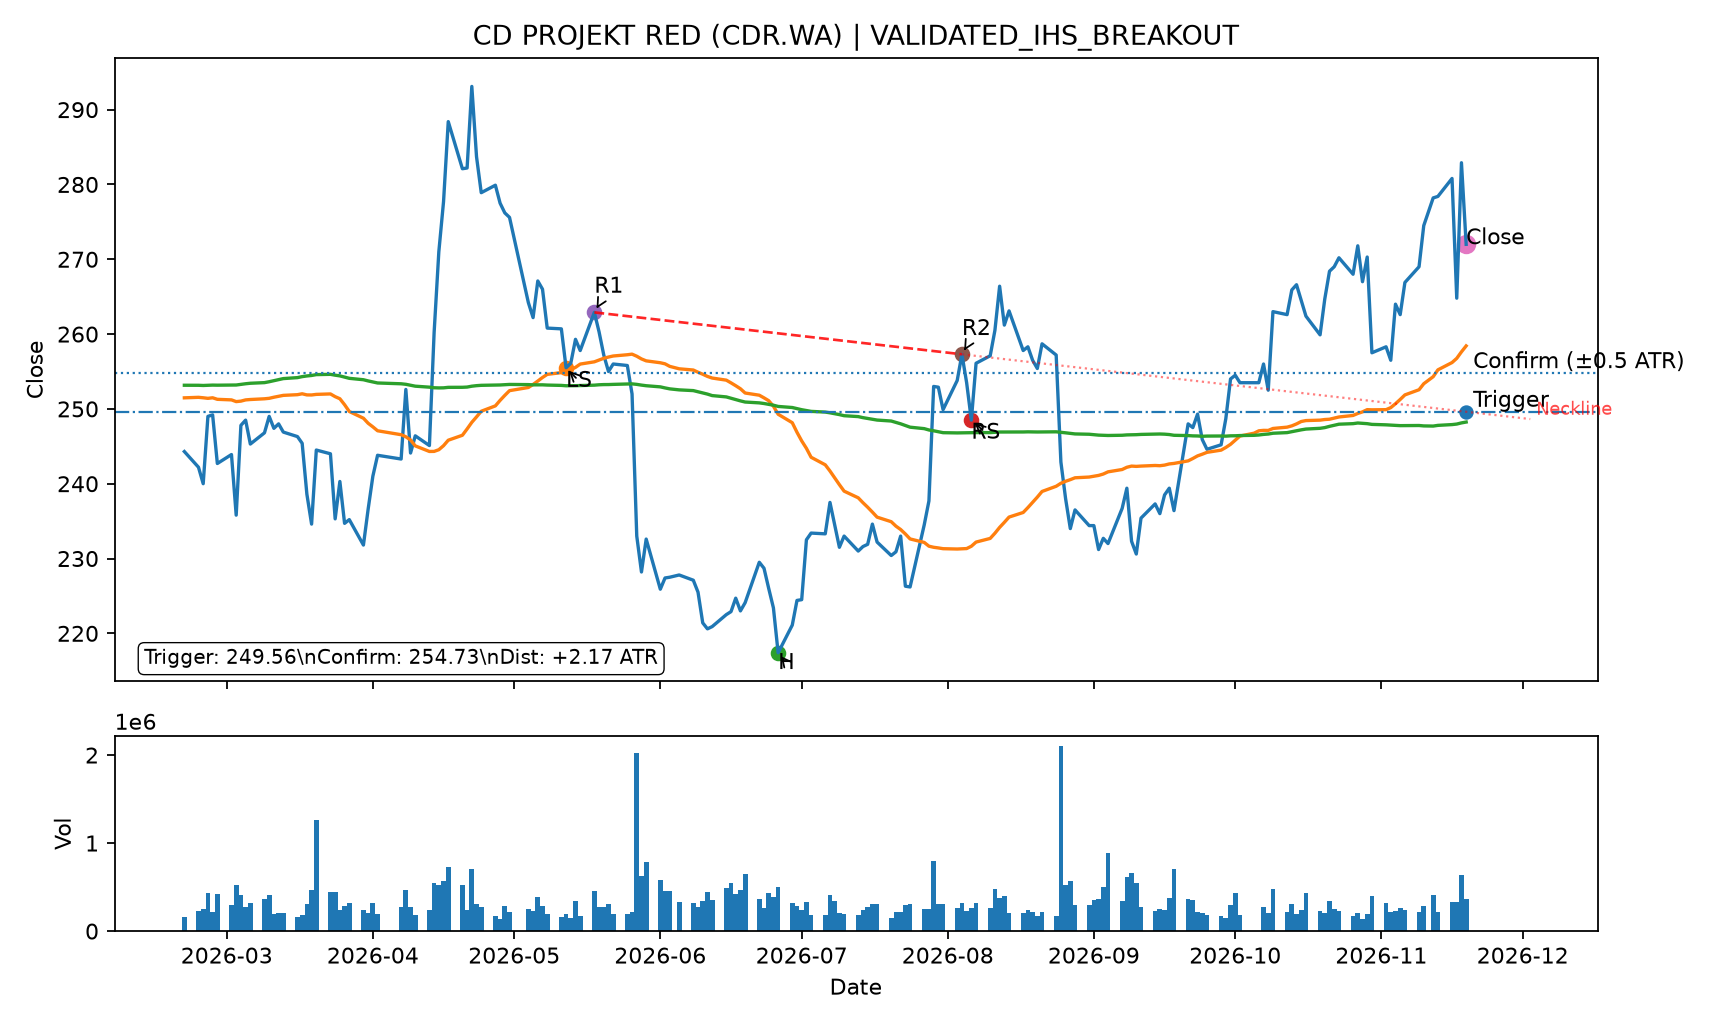 CD PROJEKT RED (CDR.WA) | VALIDATED_IHS_BREAKOUT
Close
290
280
270
260
250
240
230
220
R1
LS
H
R2
RS
Close
Confirm (±0.5 ATR)
Trigger
Neckline
Trigger: 249.56\nConfirm: 254.73\nDist: +2.17 ATR
1e6
Vol
2
1
0
2026-03
2026-04
2026-05
2026-06
2026-07
2026-08
2026-09
2026-10
2026-11
2026-12
Date